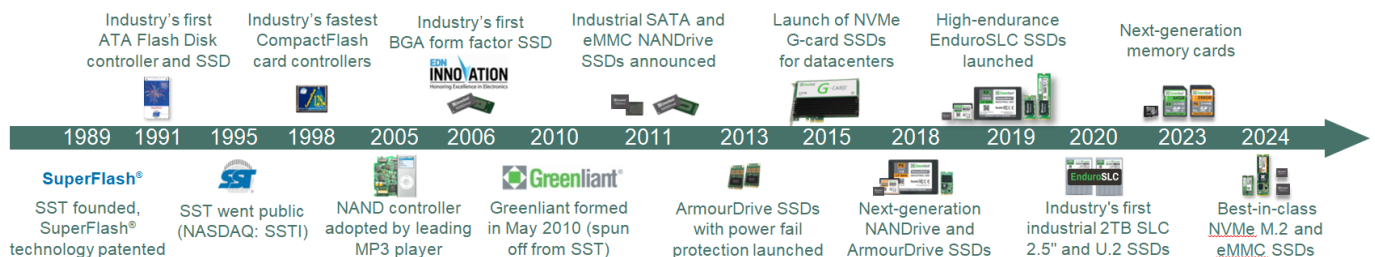 Industry’s first
ATA Flash Disk
controller and SSD
Industry’s fastest
CompactFlash
card controllers
Industry’s first
BGA form factor SSD
EDN
INNOVATION
Honoring Excellence in Electronics
Industrial SATA and
eMMC NANDrive
SSDs announced
Launch of NVMe
G-card SSDs
for datacenters
G-CARD
High-endurance
EnduroSLC SSDs
launched
Next-generation
memory cards
1989 1991 1995 1998 2005 2006 2010 2011 2013 2015 2018 2019 2020 2023 2024
SuperFlash®
SST founded,
SuperFlash®
technology patented
SST
SST went public
(NASDAQ: SSTI)
NAND controller
adopted by leading
MP3 player
Greenliant®
Greenliant formed
in May 2010 (spun
off from SST)
ArmourDrive SSDs
with power fail
protection launched
Next-generation
NANDrive and
ArmourDrive SSDs
EnduroSLC
Industry's first
industrial 2TB SLC
2.5" and U.2 SSDs
Best-in-class
NVMe M.2 and
eMMC SSDs